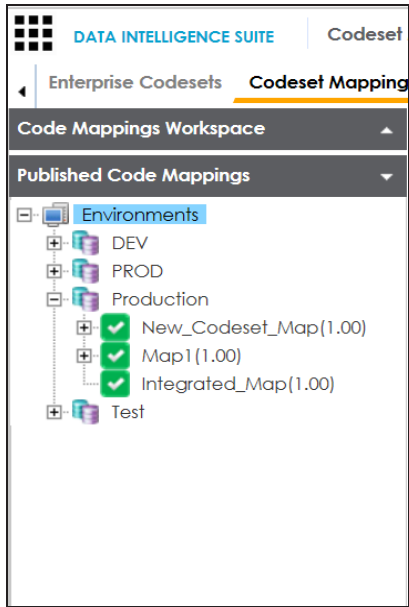 DATA INTELLIGENCE SUITE Codeset
Enterprise Codesets Codeset Mapping
Code Mappings Workspace
Published Code Mappings
Environments
DEV
PROD
Production
New_Codeset_Map(1.00)
Map1(1.00)
Integrated_Map(1.00)
Test